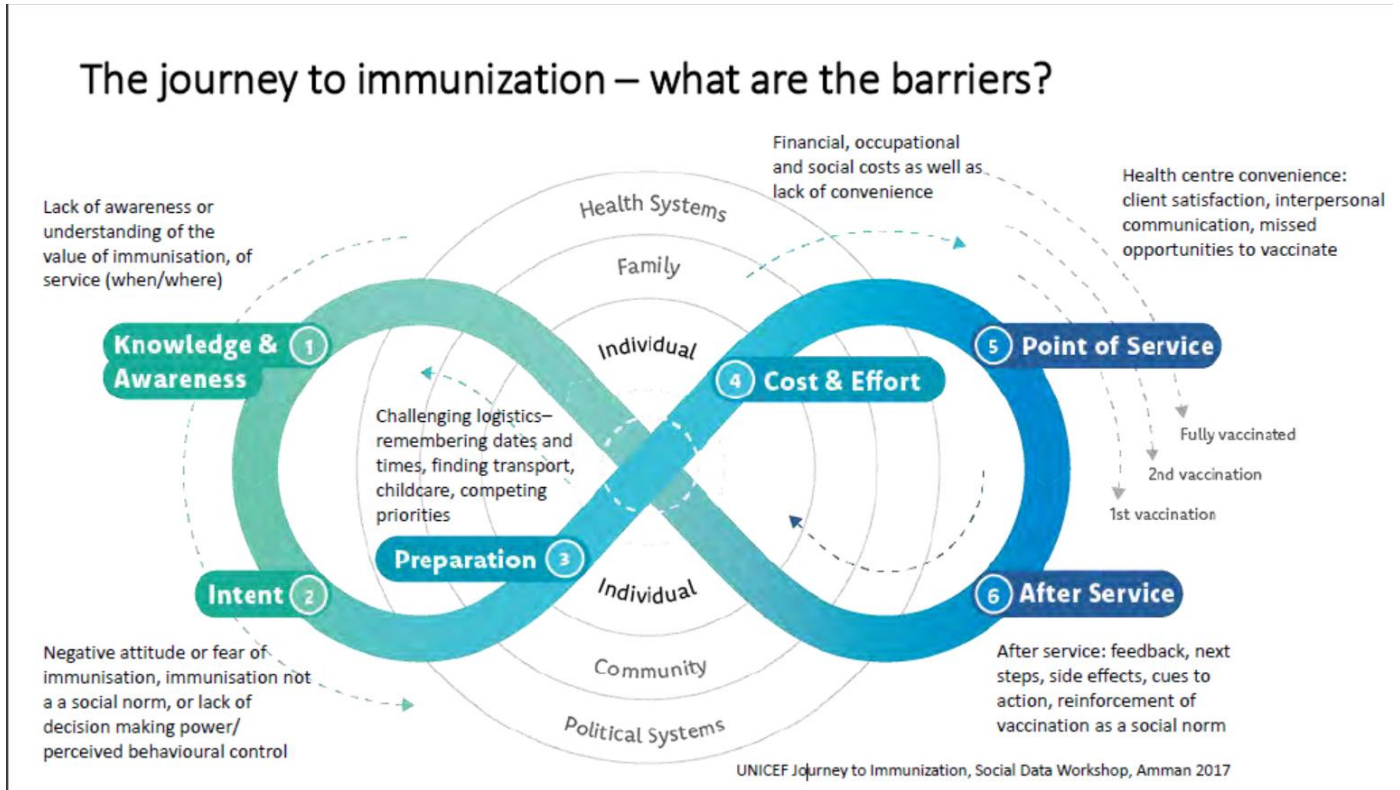 The journey to immunization – what are the barriers?
Financial, occupational
and social costs as well as
lack of convenience
Health centre convenience:
client satisfaction, interpersonal
communication, missed
opportunities to vaccinate
Lack of awareness or
understanding of the
value of immunisation, of
service (when/where)
Health Systems
Family
Individual
Knowledge &
Awareness
1
4 Cost & Effort
5 Point of Service
Challenging logistics–
remembering dates and
times, finding transport,
childcare, competing
priorities
Fully vaccinated
2nd vaccination
1st vaccination
Preparation 3
Intent 2
Individual
Community
Political Systems
6 After Service
Negative attitude or fear of
immunisation, immunisation not
a a social norm, or lack of
decision making power/
perceived behavioural control
After service: feedback, next
steps, side effects, cues to
action, reinforcement of
vaccination as a social norm
UNICEF Journey to Immunization, Social Data Workshop, Amman 2017